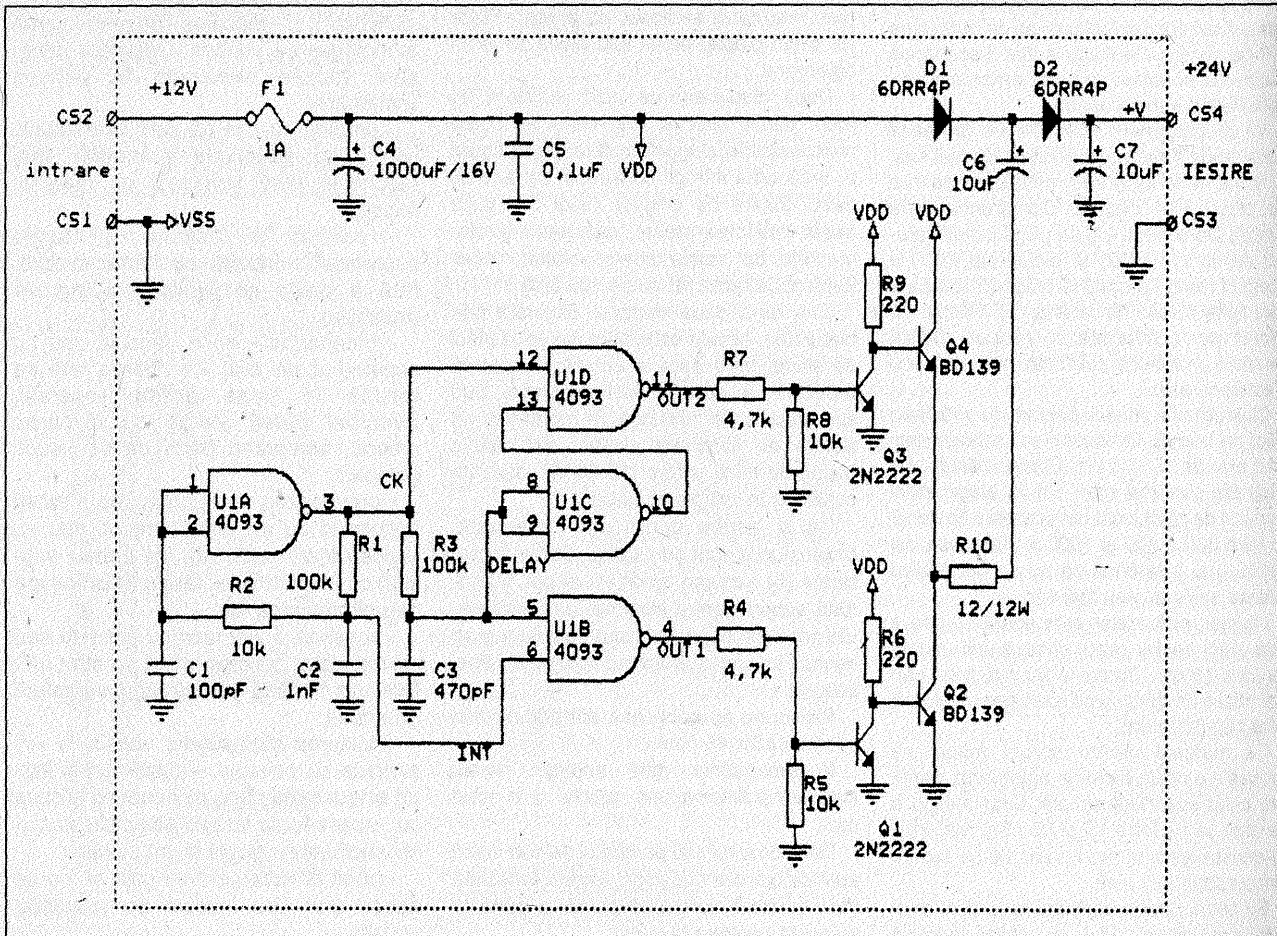 D1
6DRR4P
D2
6DRR4P
+24V
+12V
F1
CS2
1A
+V
CS4
intrare
C4
1000uF/16V
C5
0,1uF
VDD
C6
10uF
C7
10uF
IESIRE
CS1
VSS
VDD
VDD
CS3
R9
220
Q4
BD139
12
13
U1D
4093
11
OUT2
R7
4,7k
R8
10k
Q3
2N2222
1
2
U1A
4093
3
CK
8
9
U1C
4093
10
R1
100k
R3
100k
DELAY
R2
10k
5
6
U1B
4093
4
OUT1
R4
4,7k
VDD
R6
220
R10
12/12W
C1
100pF
C2
1nF
C3
470pF
INT
Q2
BD139
R5
10k
Q1
2N2222